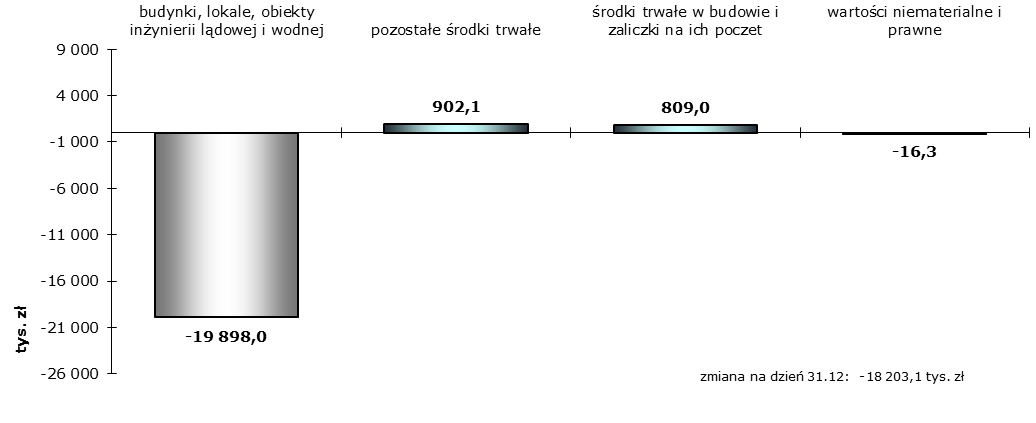 budynki, lokale, obiekty
inżynierii lądowej i wodnej
pozostałe środki trwałe
środki trwałe w budowie i
zaliczki na ich poczet
wartości niematerialne i
prawne
9 000
4 000
-1 000
-6 000
-11 000
-16 000
-21 000
-26 000
tys. zł
-19 898,0
902,1
809,0
-16,3
zmiana na dzień 31.12: -18 203,1 tys. zł